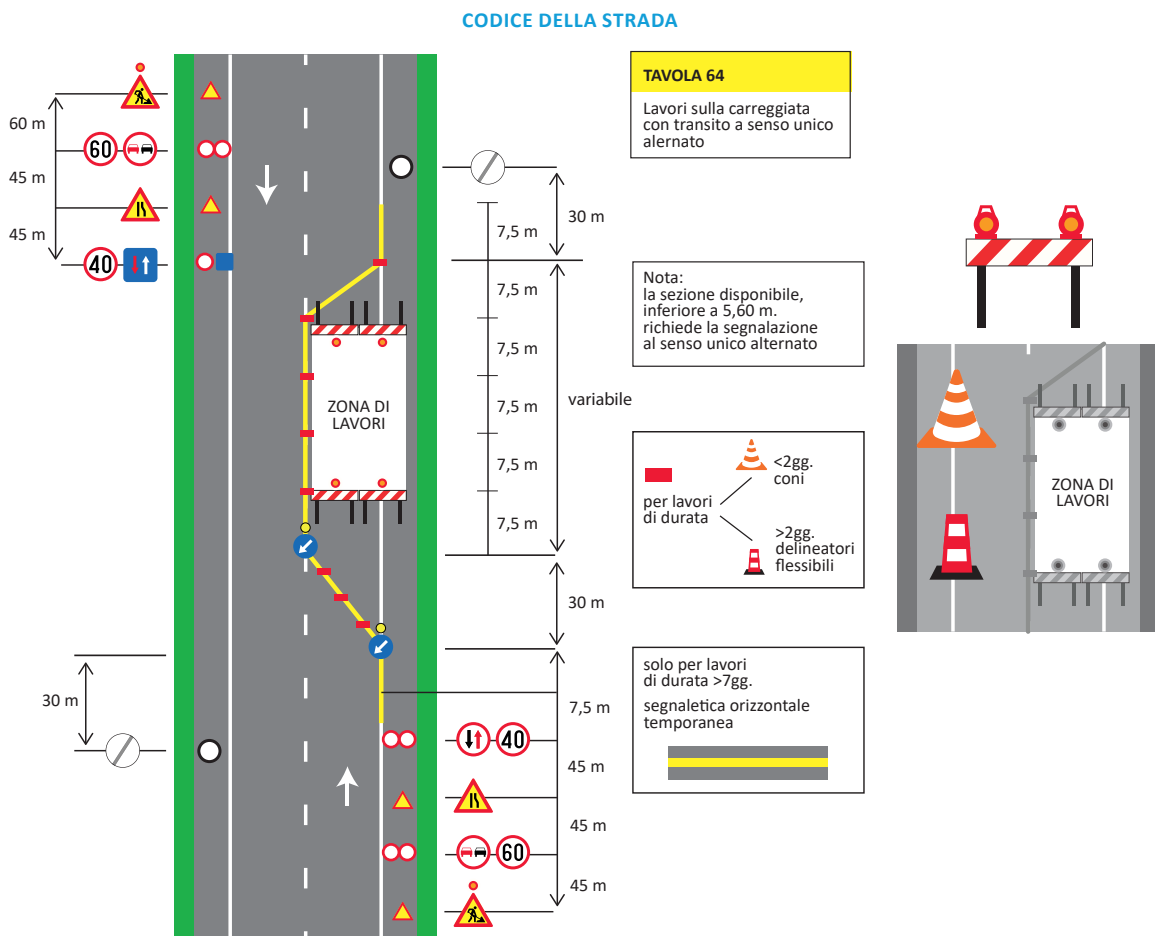 CODICE DELLA STRADA
60 m
45 m
45 m
60
40
30 m
ZONA DI
LAVORI
30 m
7,5 m
7,5 m
7,5 m
7,5 m
7,5 m
7,5 m
variabile
30 m
7,5 m
40
45 m
45 m
60
45 m
TAVOLA 64
Lavori sulla carreggiata
con transito a senso unico
alernato
Nota:
la sezione disponibile,
inferiore a 5,60 m.
richiede la segnalazione
al senso unico alternato
per lavori
di durata
<2gg.
coni
>2gg.
delineatori
flessibili
solo per lavori
di durata >7gg.
segnaletica orizzontale
temporanea
ZONA DI
LAVORI